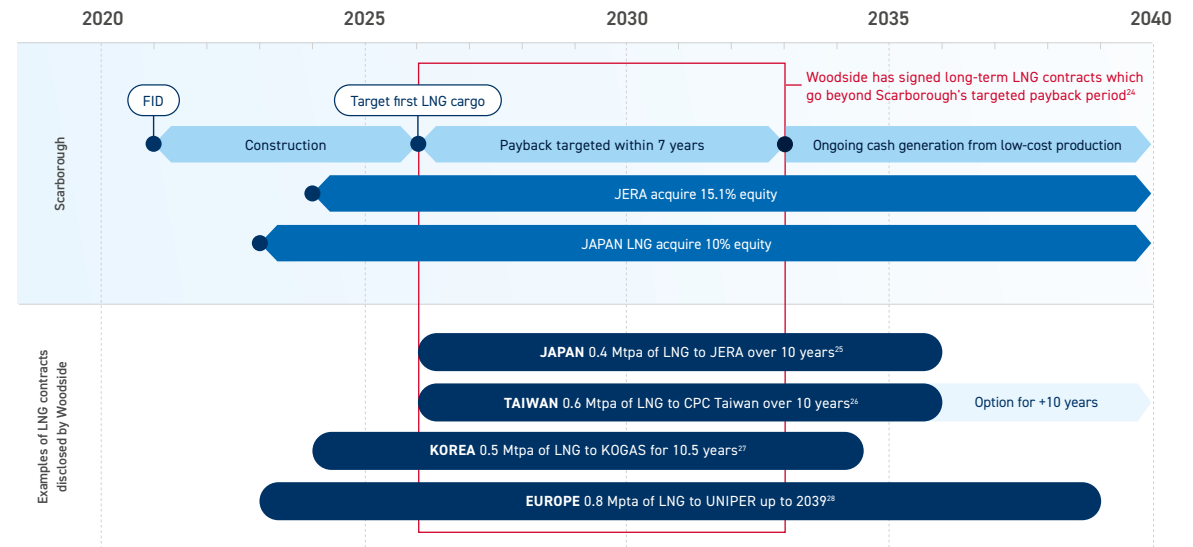 2020 2025 2030 2035 2040
Woodside has signed long-term LNG contracts which
go beyond Scarborough's targeted payback period²⁴
FID
Target first LNG cargo
Scarborough
Construction
Payback targeted within 7 years
Ongoing cash generation from low-cost production
JERA acquire 15.1% equity
JAPAN LNG acquire 10% equity
Examples of LNG contracts
disclosed by Woodside
JAPAN 0.4 Mtpa of LNG to JERA over 10 years²⁵
TAIWAN 0.6 Mtpa of LNG to CPC Taiwan over 10 years²⁶
Option for +10 years
KOREA 0.5 Mtpa of LNG to KOGAS for 10.5 years²⁷
EUROPE 0.8 Mpta of LNG to UNIPER up to 2039²⁸